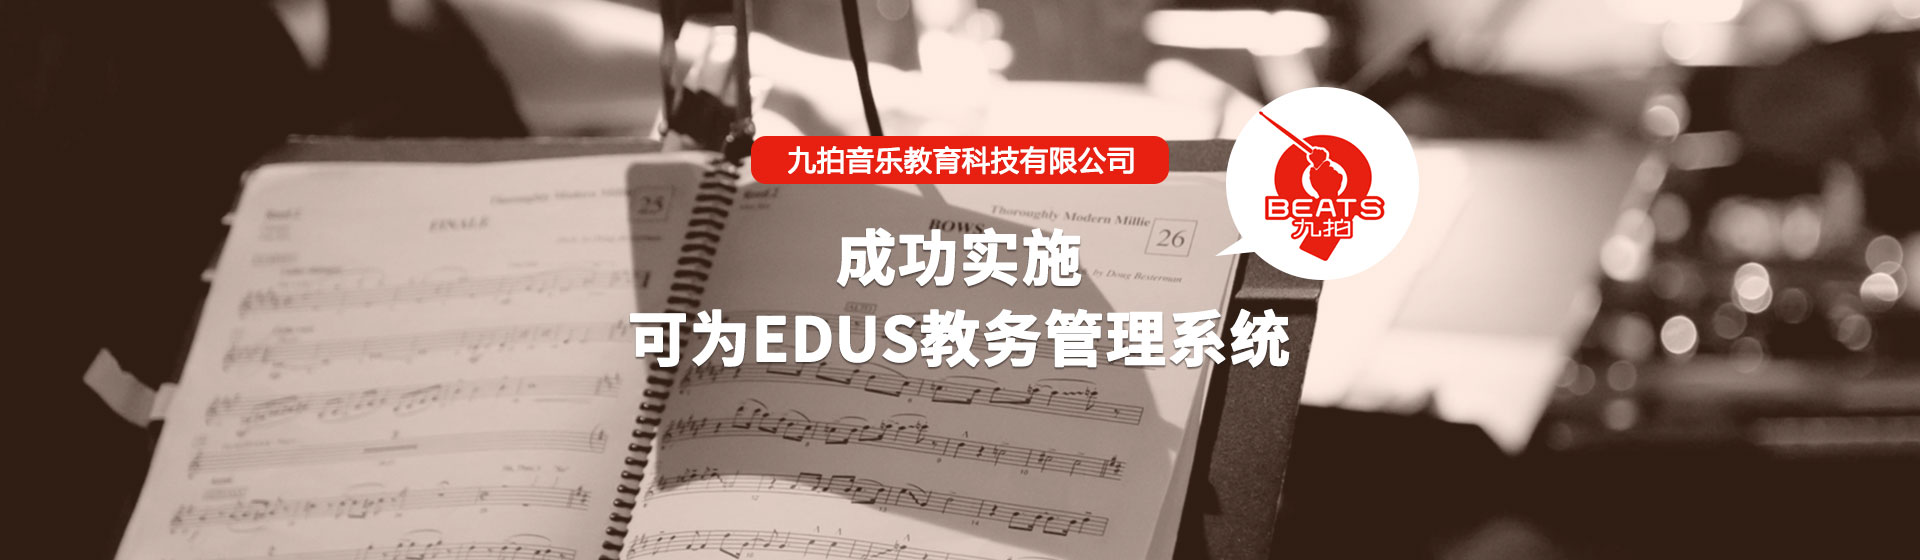 九拍音乐教育科技有限公司
BEATS
九拍
成功实施
可为EDUS教务管理系统
Thoroughly Modern Millie
25
FINALE
Thoroughly Modern Millie
BOWS
26
by Doug Besterman